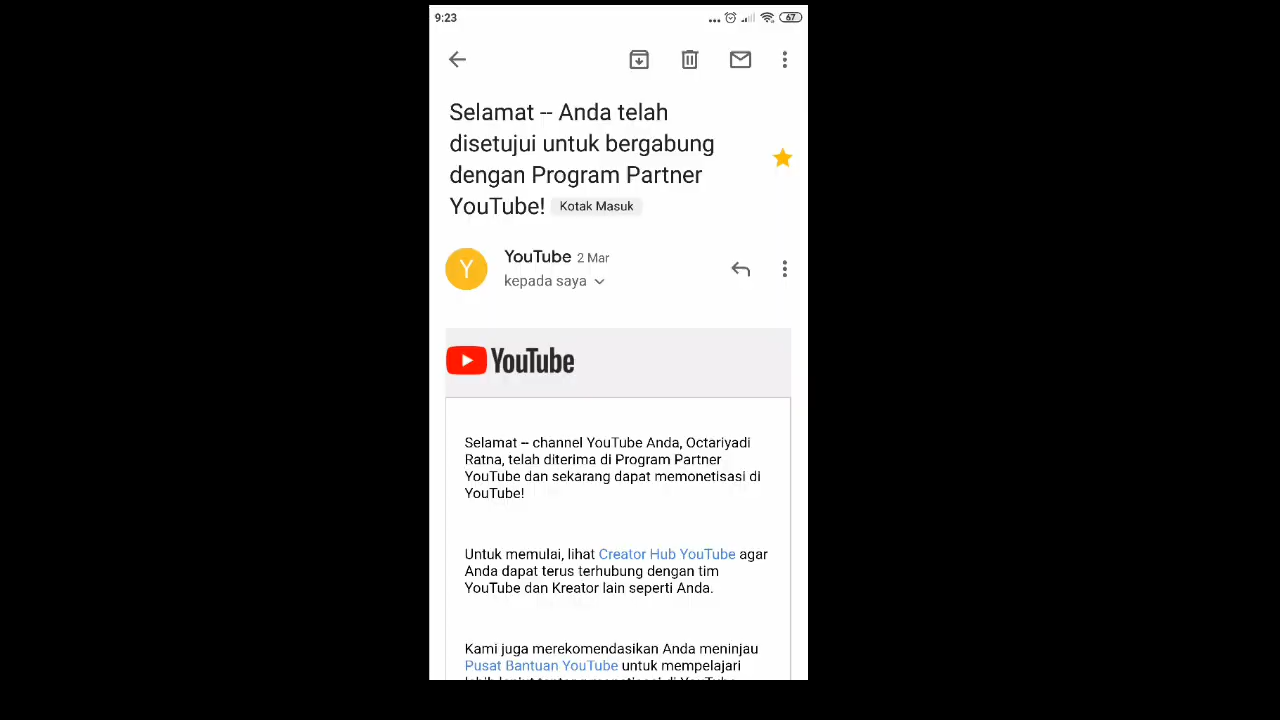 9:23
67
Selamat -- Anda telah
disetujui untuk bergabung
dengan Program Partner
YouTube! Kotak Masuk
Y
YouTube 2 Mar
kepada saya
YouTube
Selamat -- channel YouTube Anda, Octariyadi
Ratna, telah diterima di Program Partner
YouTube dan sekarang dapat memonetisasi di
YouTube!
Untuk memulai, lihat Creator Hub YouTube agar
Anda dapat terus terhubung dengan tim
YouTube dan Kreator lain seperti Anda.
Kami juga merekomendasikan Anda meninjau
Pusat Bantuan YouTube untuk mempelajari